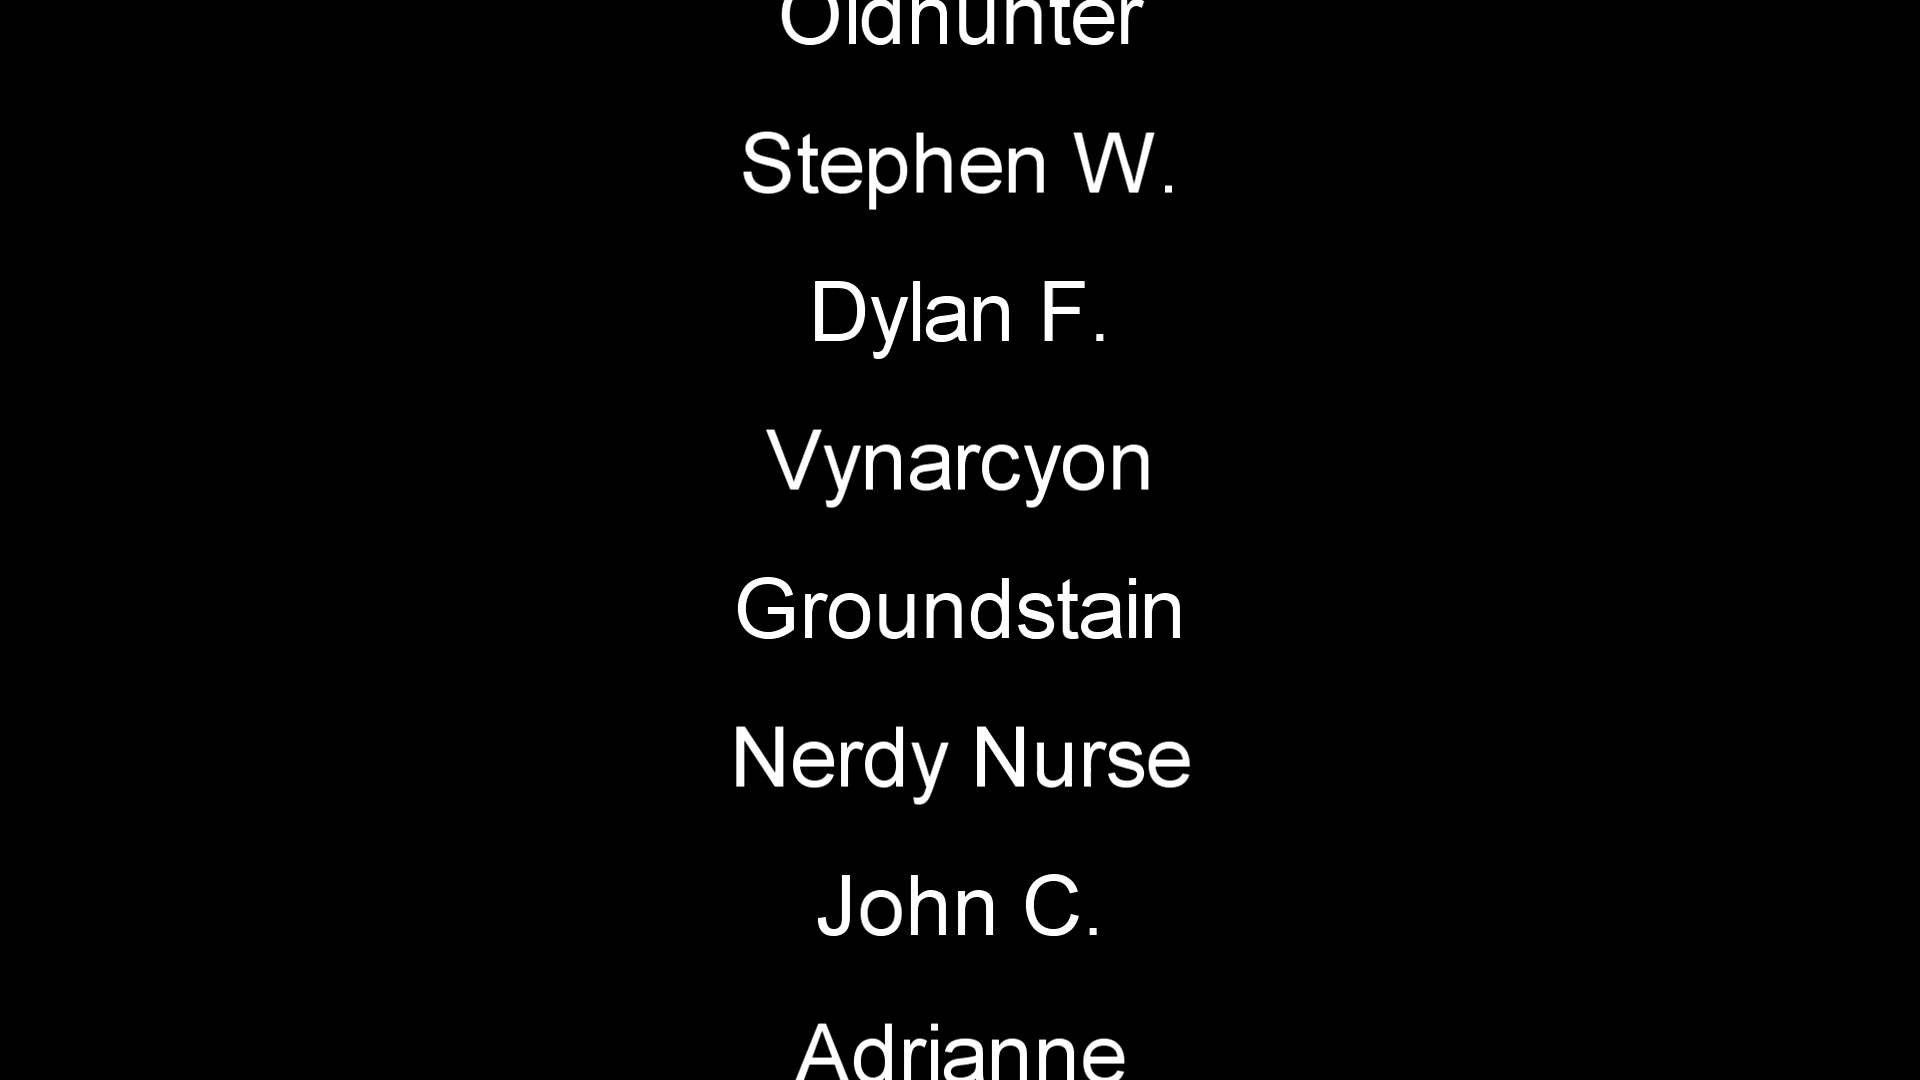 Oldhunter
Stephen W.
Dylan F.
Vynarcyon
Groundstain
Nerdy Nurse
John C.
Adrianne